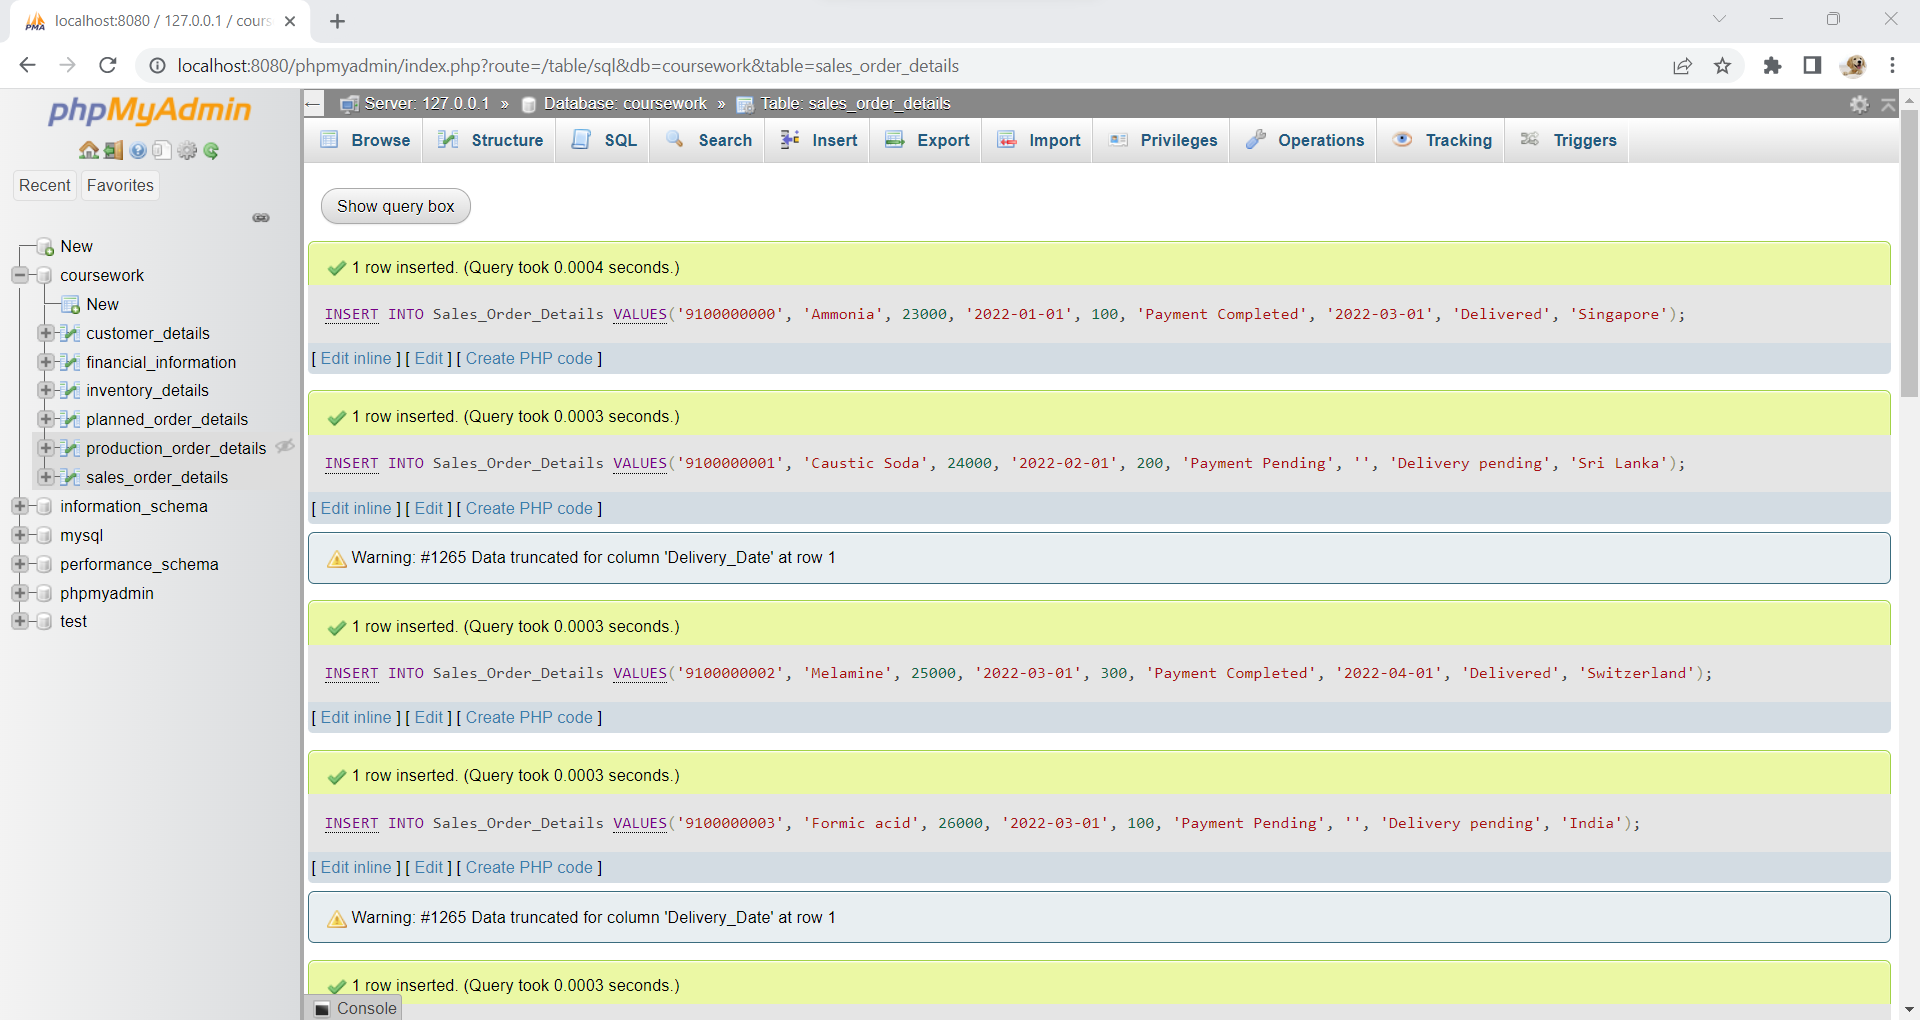 localhost:8080 / 127.0.0.1 / cours
localhost:8080/phpmyadmin/index.php?route=/table/sql&db=coursework&table=sales_order_details
phpMyAdmin
Recent Favorites
New
coursework
New
customer_details
financial_information
inventory_details
planned_order_details
production_order_details
sales_order_details
information_schema
mysql
performance_schema
phpmyadmin
test
Server: 127.0.0.1 » Database: coursework » Table: sales_order_details
Browse Structure SQL Search Insert Export Import Privileges Operations Tracking Triggers
Show query box
1 row inserted. (Query took 0.0004 seconds.)
INSERT INTO Sales_Order_Details VALUES('9100000000', 'Ammonia', 23000, '2022-01-01', 100, 'Payment Completed', '2022-03-01', 'Delivered', 'Singapore');
[ Edit inline ] [ Edit ] [ Create PHP code ]
1 row inserted. (Query took 0.0003 seconds.)
INSERT INTO Sales_Order_Details VALUES('9100000001', 'Caustic Soda', 24000, '2022-02-01', 200, 'Payment Pending', '', 'Delivery pending', 'Sri Lanka');
[ Edit inline ] [ Edit ] [ Create PHP code ]
Warning: #1265 Data truncated for column 'Delivery_Date' at row 1
1 row inserted. (Query took 0.0003 seconds.)
INSERT INTO Sales_Order_Details VALUES('9100000002', 'Melamine', 25000, '2022-03-01', 300, 'Payment Completed', '2022-04-01', 'Delivered', 'Switzerland');
[ Edit inline ] [ Edit ] [ Create PHP code ]
1 row inserted. (Query took 0.0003 seconds.)
INSERT INTO Sales_Order_Details VALUES('9100000003', 'Formic acid', 26000, '2022-03-01', 100, 'Payment Pending', '', 'Delivery pending', 'India');
[ Edit inline ] [ Edit ] [ Create PHP code ]
Warning: #1265 Data truncated for column 'Delivery_Date' at row 1
1 row inserted. (Query took 0.0003 seconds.)
Console